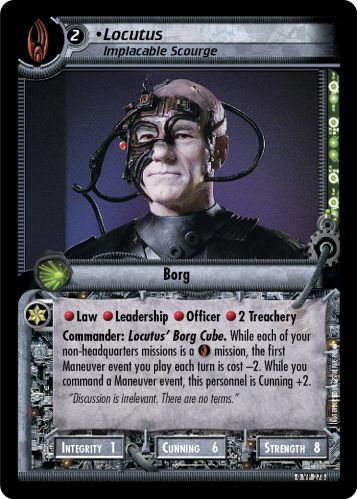 2 •Locutus
Implacable Scourge
Borg
Law Leadership Officer 2 Treachery
Commander: Locutus' Borg Cube. While each of your
non-headquarters missions is a mission, the first
Maneuver event you play each turn is cost –2. While you
command a Maneuver event, this personnel is Cunning +2.
"Discussion is irrelevant. There are no terms."
INTEGRITY 1 CUNNING 6 STRENGTH 8
0 VP 278